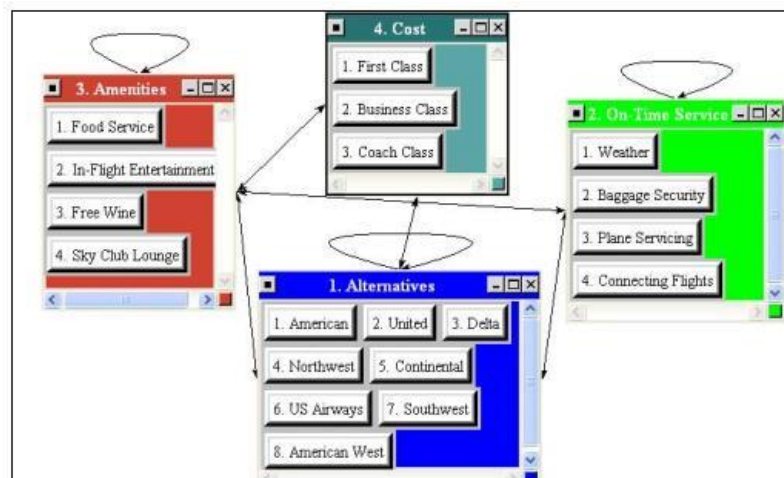 4. Cost
1. First Class
2. Business Class
3. Coach Class
3. Amenities
1. Food Service
2. In-Flight Entertainment
3. Free Wine
4. Sky Club Lounge
2. On-Time Service
1. Weather
2. Baggage Security
3. Plane Servicing
4. Connecting Flights
1. Alternatives
1. American 2. United 3. Delta
4. Northwest 5. Continental
6. US Airways 7. Southwest
8. American West